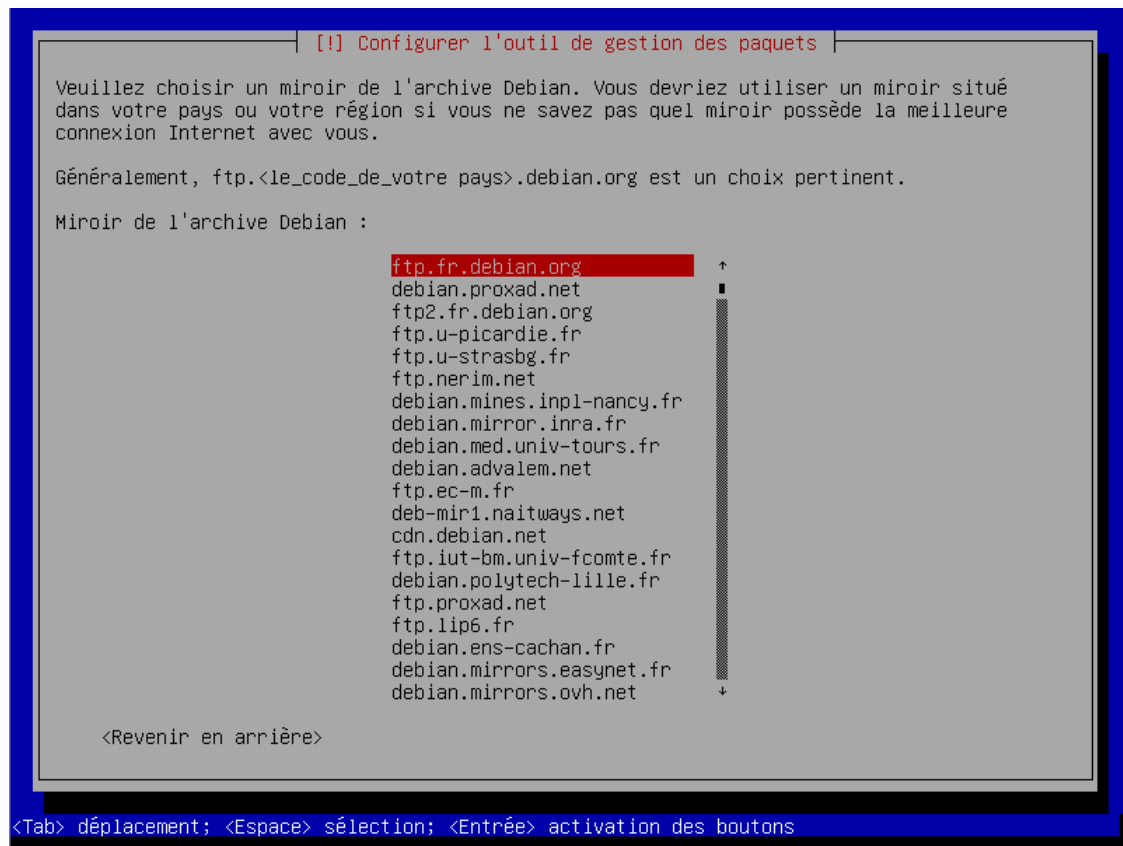 [!] Configurer l'outil de gestion des paquets
Veuillez choisir un miroir de l'archive Debian. Vous devriez utiliser un miroir situé
dans votre pays ou votre région si vous ne savez pas quel miroir possède la meilleure
connexion Internet avec vous.
Généralement, ftp.<le_code_de_votre pays>.debian.org est un choix pertinent.
Miroir de l'archive Debian :
ftp.fr.debian.org
debian.proxad.net
ftp2.fr.debian.org
ftp.u-picardie.fr
ftp.u-strasbg.fr
ftp.nerim.net
debian.mines.inpl-nancy.fr
debian.mirror.inra.fr
debian.med.univ-tours.fr
debian.advalem.net
ftp.ec-m.fr
deb-mir1.naitways.net
cdn.debian.net
ftp.iut-bm.univ-fcomte.fr
debian.polytech-lille.fr
ftp.proxad.net
ftp.lip6.fr
debian.ens-cachan.fr
debian.mirrors.easynet.fr
debian.mirrors.ovh.net
<Revenir en arrière>
<Tab> déplacement; <Espace> sélection; <Entrée> activation des boutons